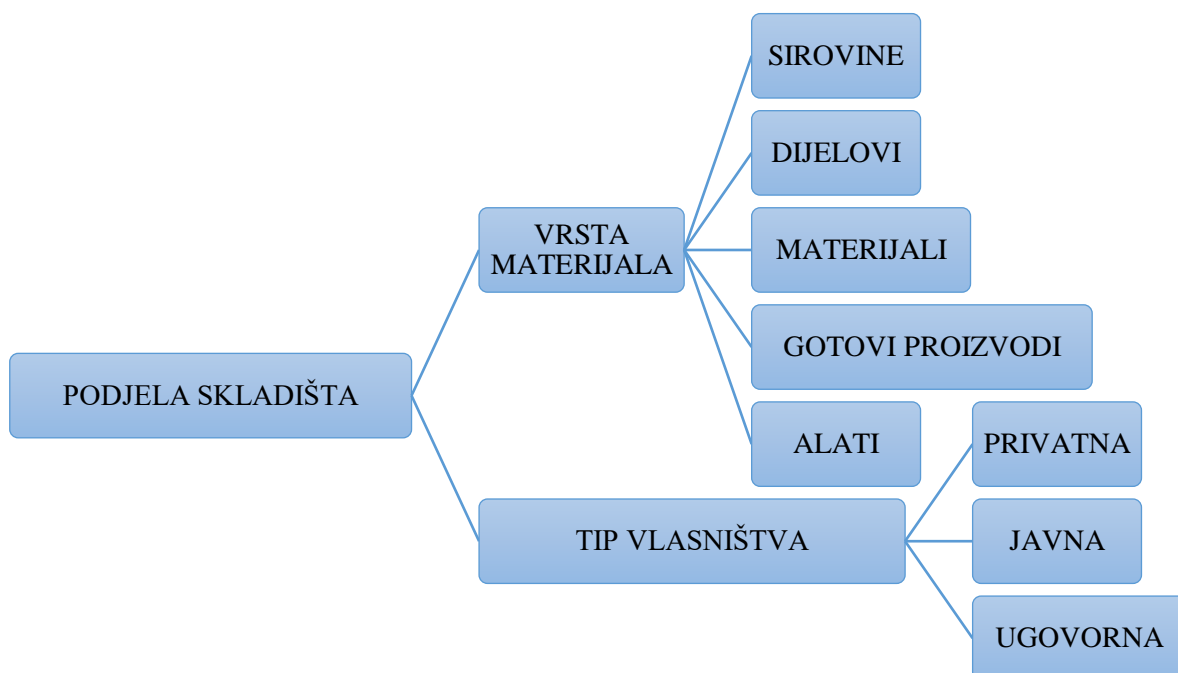 PODJELA SKLADIŠTA
VRSTA
MATERIJALA
SIROVINE
DIJELOVI
MATERIJALI
GOTOVI PROIZVODI
ALATI
TIP VLASNIŠTVA
PRIVATNA
JAVNA
UGOVORNA